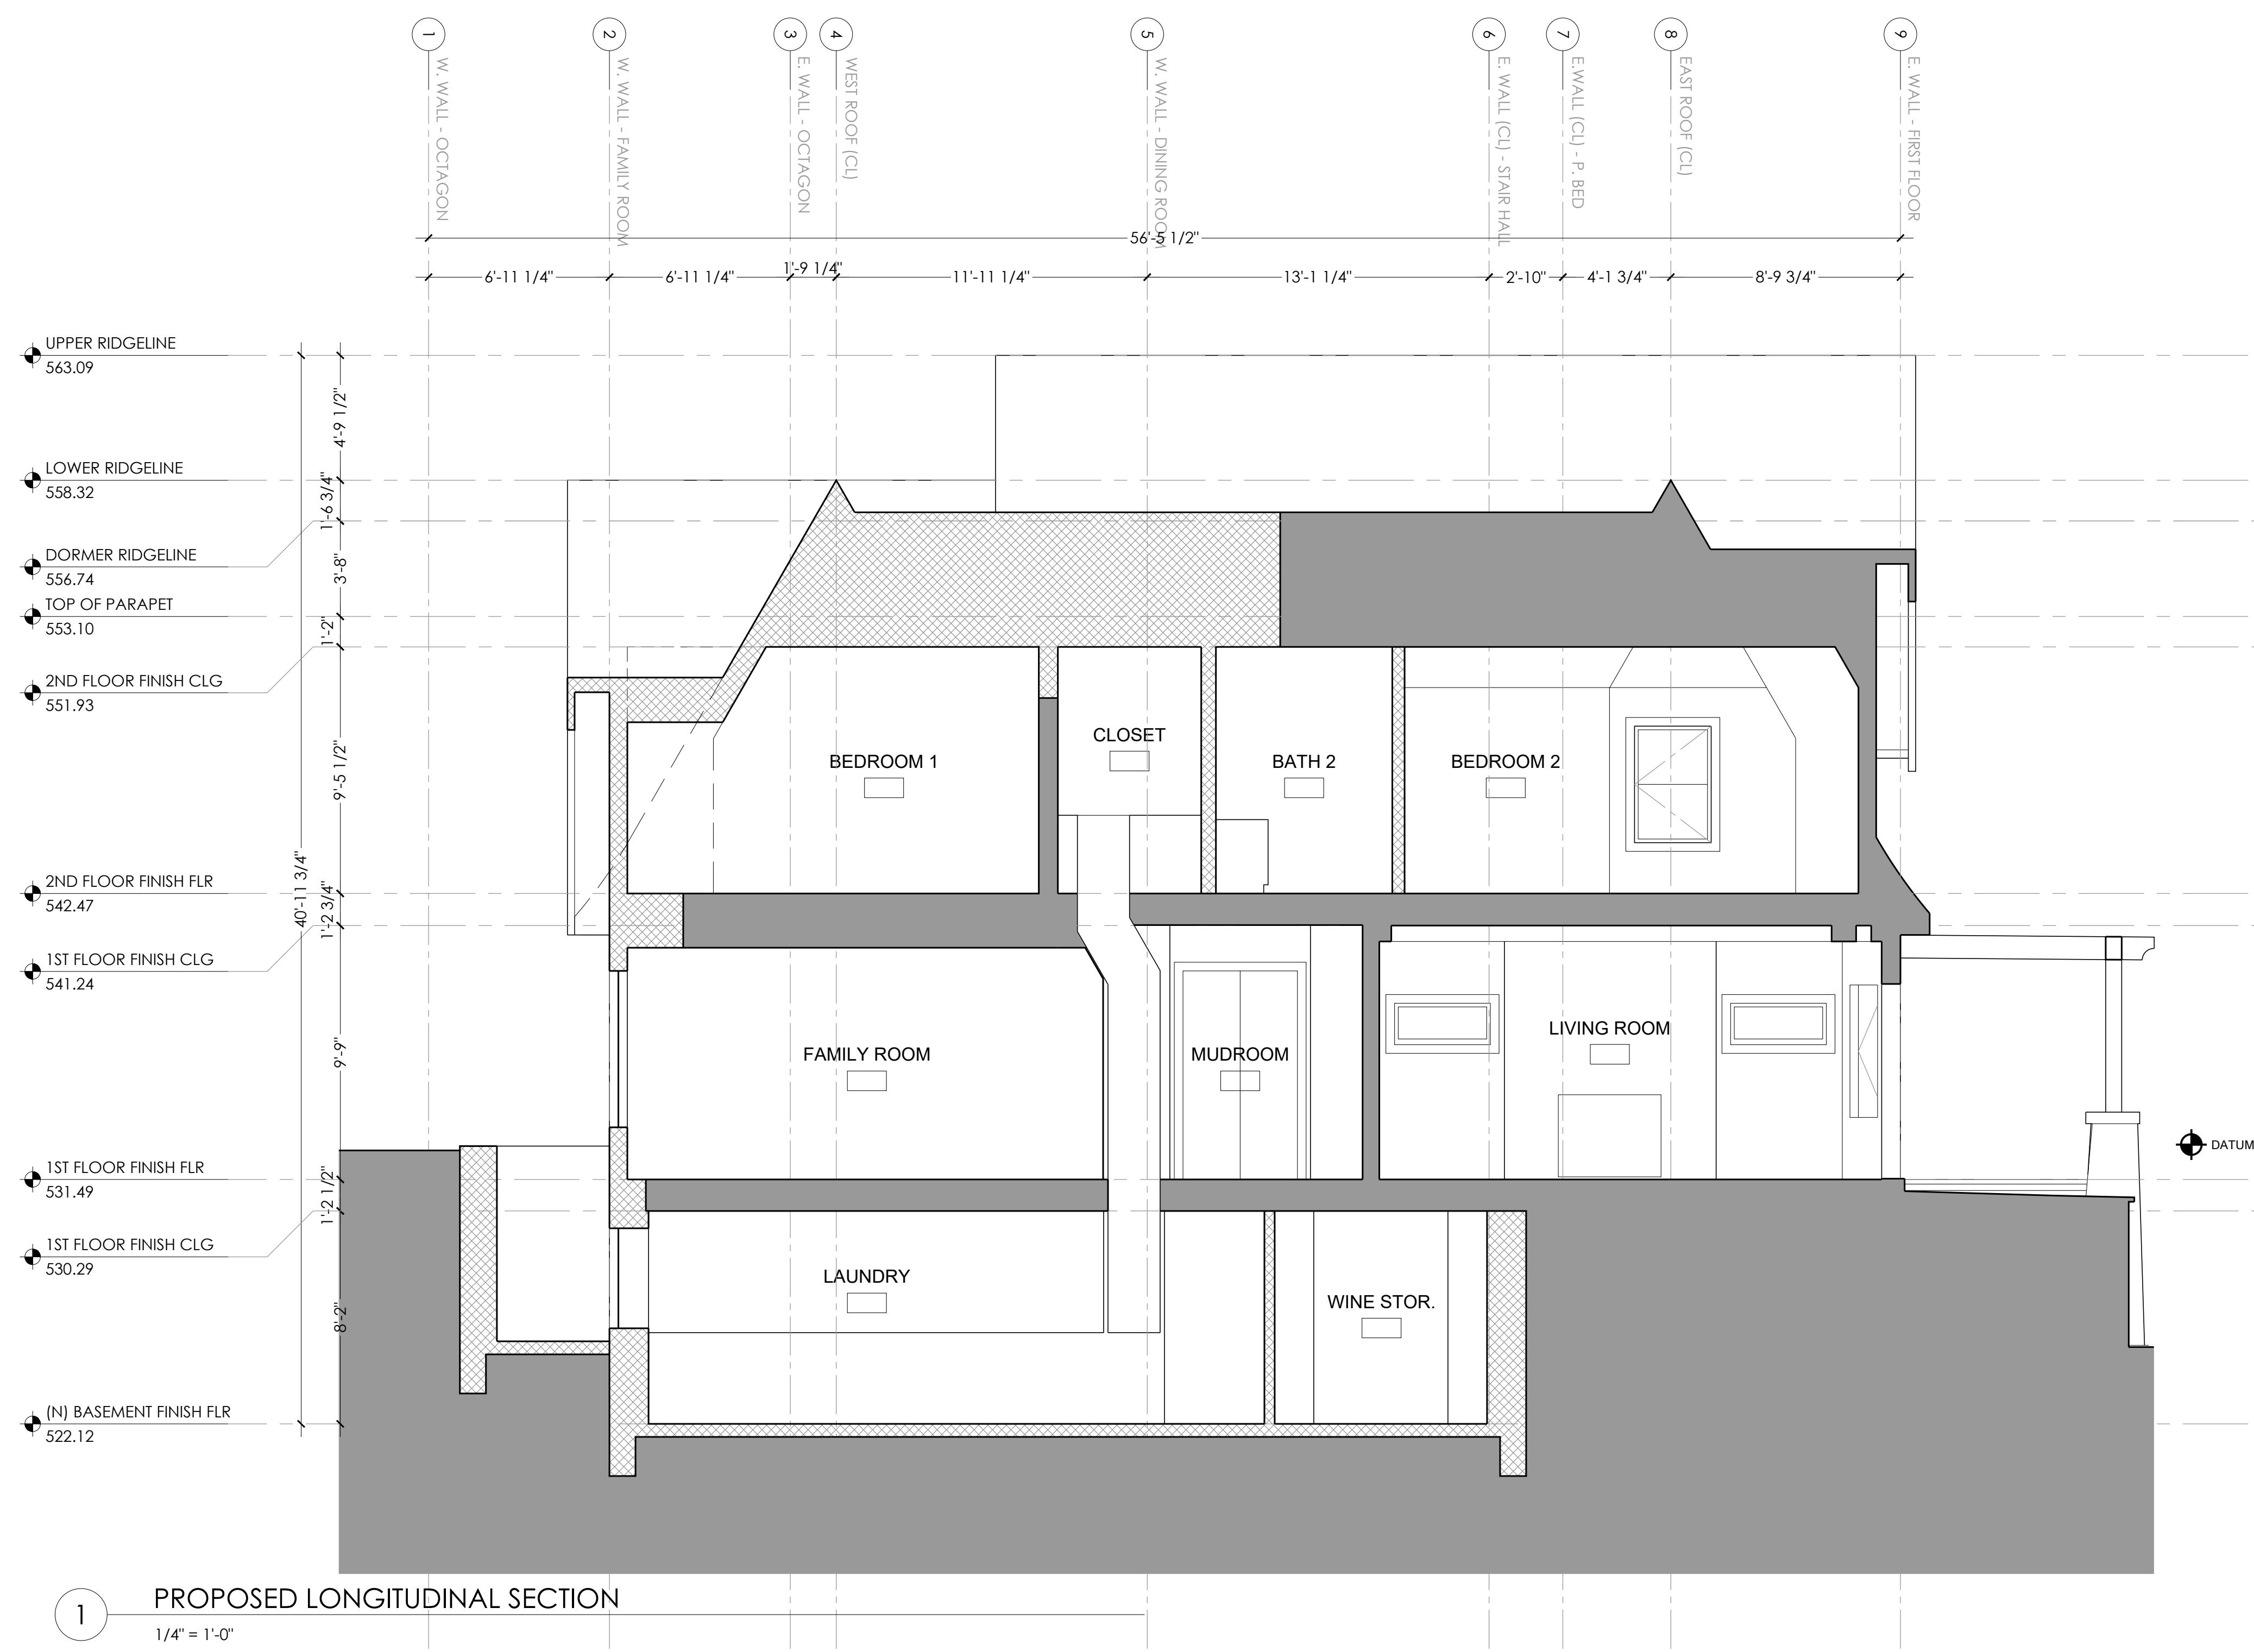 1
2
3
4
5
6
7
8
9
W. WALL - OCTAGON
W. WALL - FAMILY ROOM
E. WALL - OCTAGON
WEST ROOF (CL)
W. WALL - DINING ROOM
E. WALL (CL) - STAIR HALL
E.WALL (CL) - P. BED
EAST ROOF (CL)
E. WALL - FIRST FLOOR
56'-5 1/2"
6'-11 1/4"
6'-11 1/4"
1'-9 1/4"
11'-11 1/4"
13'-1 1/4"
2'-10"
4'-1 3/4"
8'-9 3/4"
UPPER RIDGELINE
563.09
4'-9 1/2"
LOWER RIDGELINE
558.32
1'-6 3/4"
DORMER RIDGELINE
556.74
3'-8"
TOP OF PARAPET
553.10
1'-2"
2ND FLOOR FINISH CLG
551.93
9'-5 1/2"
2ND FLOOR FINISH FLR
542.47
40'-1 3/4"
1'-2 3/4"
1ST FLOOR FINISH CLG
541.24
9'-9"
1ST FLOOR FINISH FLR
531.49
1'-2 1/2"
1ST FLOOR FINISH CLG
530.29
8'-2"
(N) BASEMENT FINISH FLR
522.12
BEDROOM 1
CLOSET
BATH 2
BEDROOM 2
FAMILY ROOM
MUDROOM
LIVING ROOM
LAUNDRY
WINE STOR.
DATUM
1
PROPOSED LONGITUDINAL SECTION
1/4" = 1'-0"